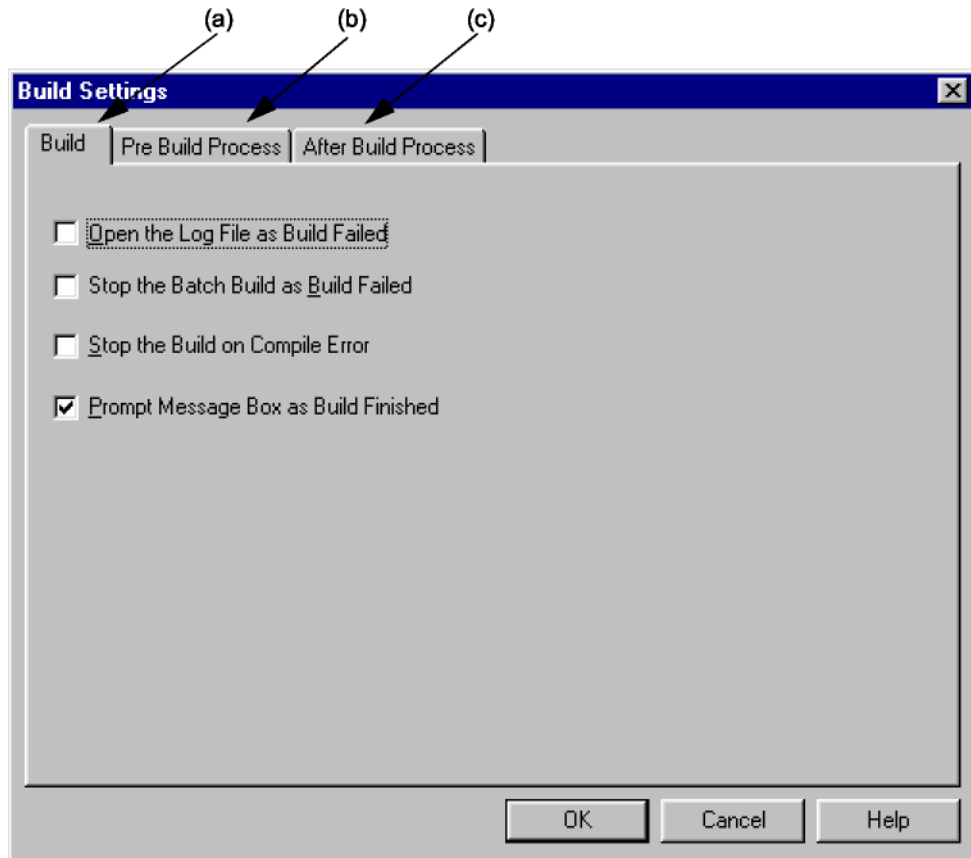 (a) (b) (c)
Build Settings
Build Pre Build Process After Build Process
Open the Log File as Build Failed
Stop the Batch Build as Build Failed
Stop the Build on Compile Error
Prompt Message Box as Build Finished
OK Cancel Help